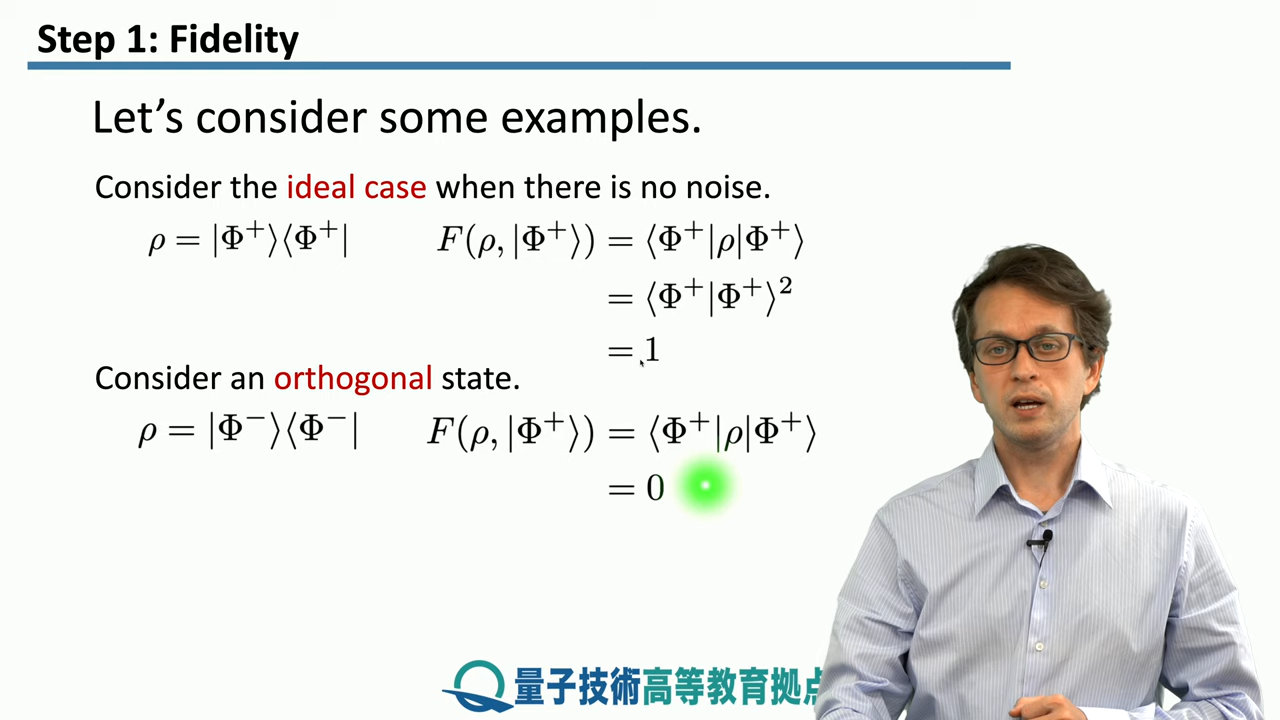 Step 1: Fidelity
Let's consider some examples.
Consider the ideal case when there is no noise.
ρ = |Φ⁺⟩⟨Φ⁺| F(ρ, |Φ⁺⟩) = ⟨Φ⁺|ρ|Φ⁺⟩
= ⟨Φ⁺|Φ⁺⟩²
= 1
Consider an orthogonal state.
ρ = |Φ⁻⟩⟨Φ⁻| F(ρ, |Φ⁺⟩) = ⟨Φ⁺|ρ|Φ⁺⟩
= 0
量子技術高等教育拠点